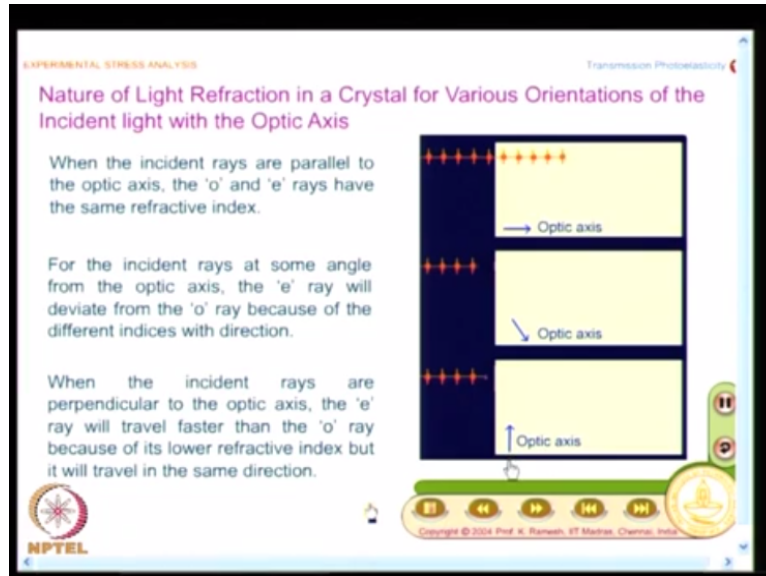 EXPERIMENTAL STRESS ANALYSIS
Transmission Photoelasticity
Nature of Light Refraction in a Crystal for Various Orientations of the
Incident light with the Optic Axis
When the incident rays are parallel to
the optic axis, the 'o' and 'e' rays have
the same refractive index.
For the incident rays at some angle
from the optic axis, the 'e' ray will
deviate from the 'o' ray because of the
different indices with direction.
When the incident rays are
perpendicular to the optic axis, the 'e'
ray will travel faster than the 'o' ray
because of its lower refractive index but
it will travel in the same direction.
Optic axis
Optic axis
Optic axis
Copyright © 2004 Prof. K. Ramesh, IIT Madras, Chennai, India
NPTEL